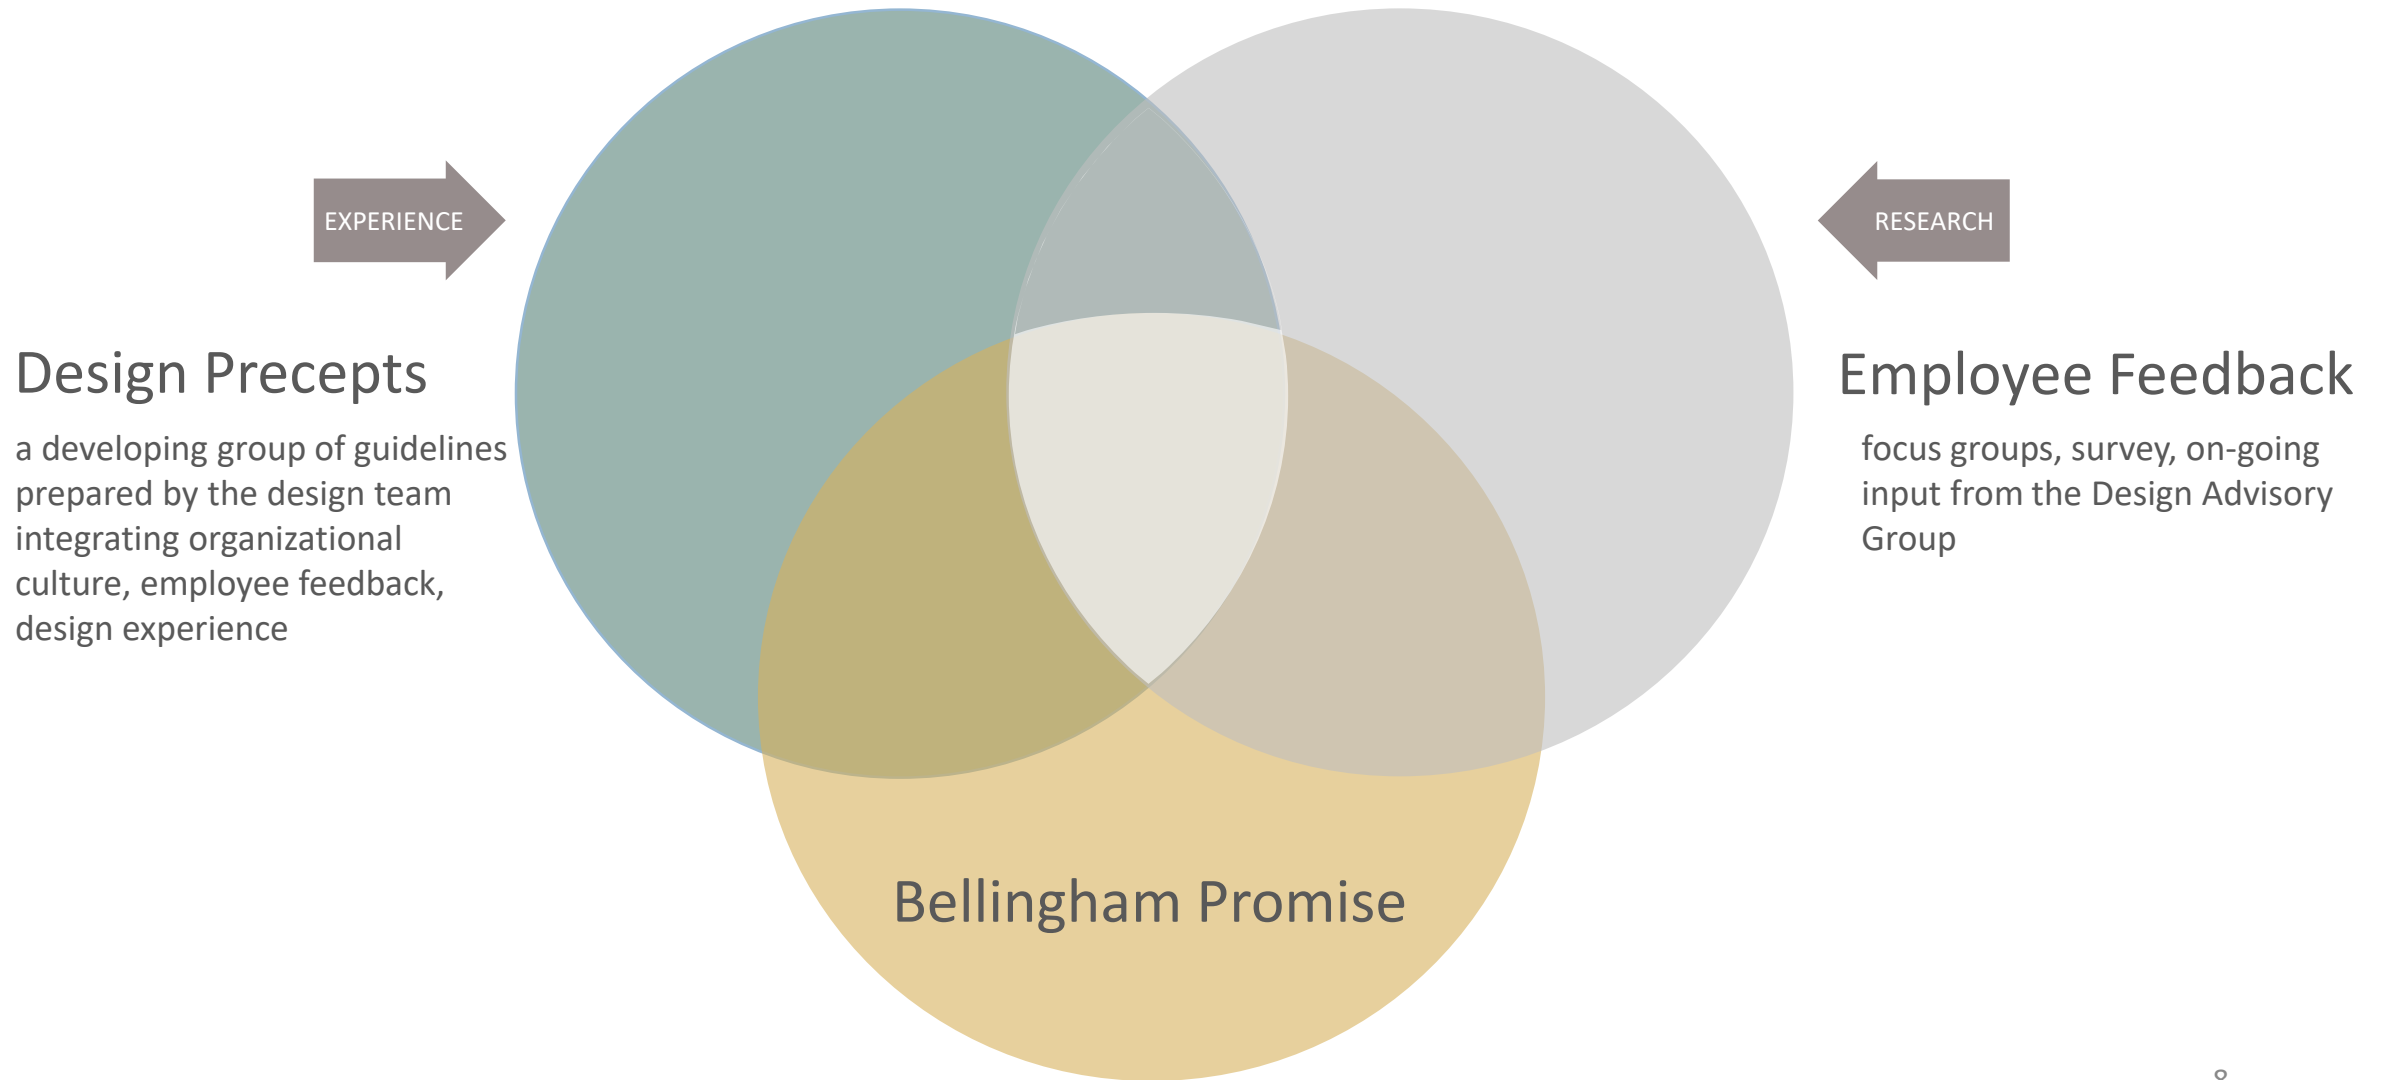 EXPERIENCE
Design Precepts
a developing group of guidelines
prepared by the design team
integrating organizational
culture, employee feedback,
design experience
RESEARCH
Employee Feedback
focus groups, survey, on-going
input from the Design Advisory
Group
Bellingham Promise
8